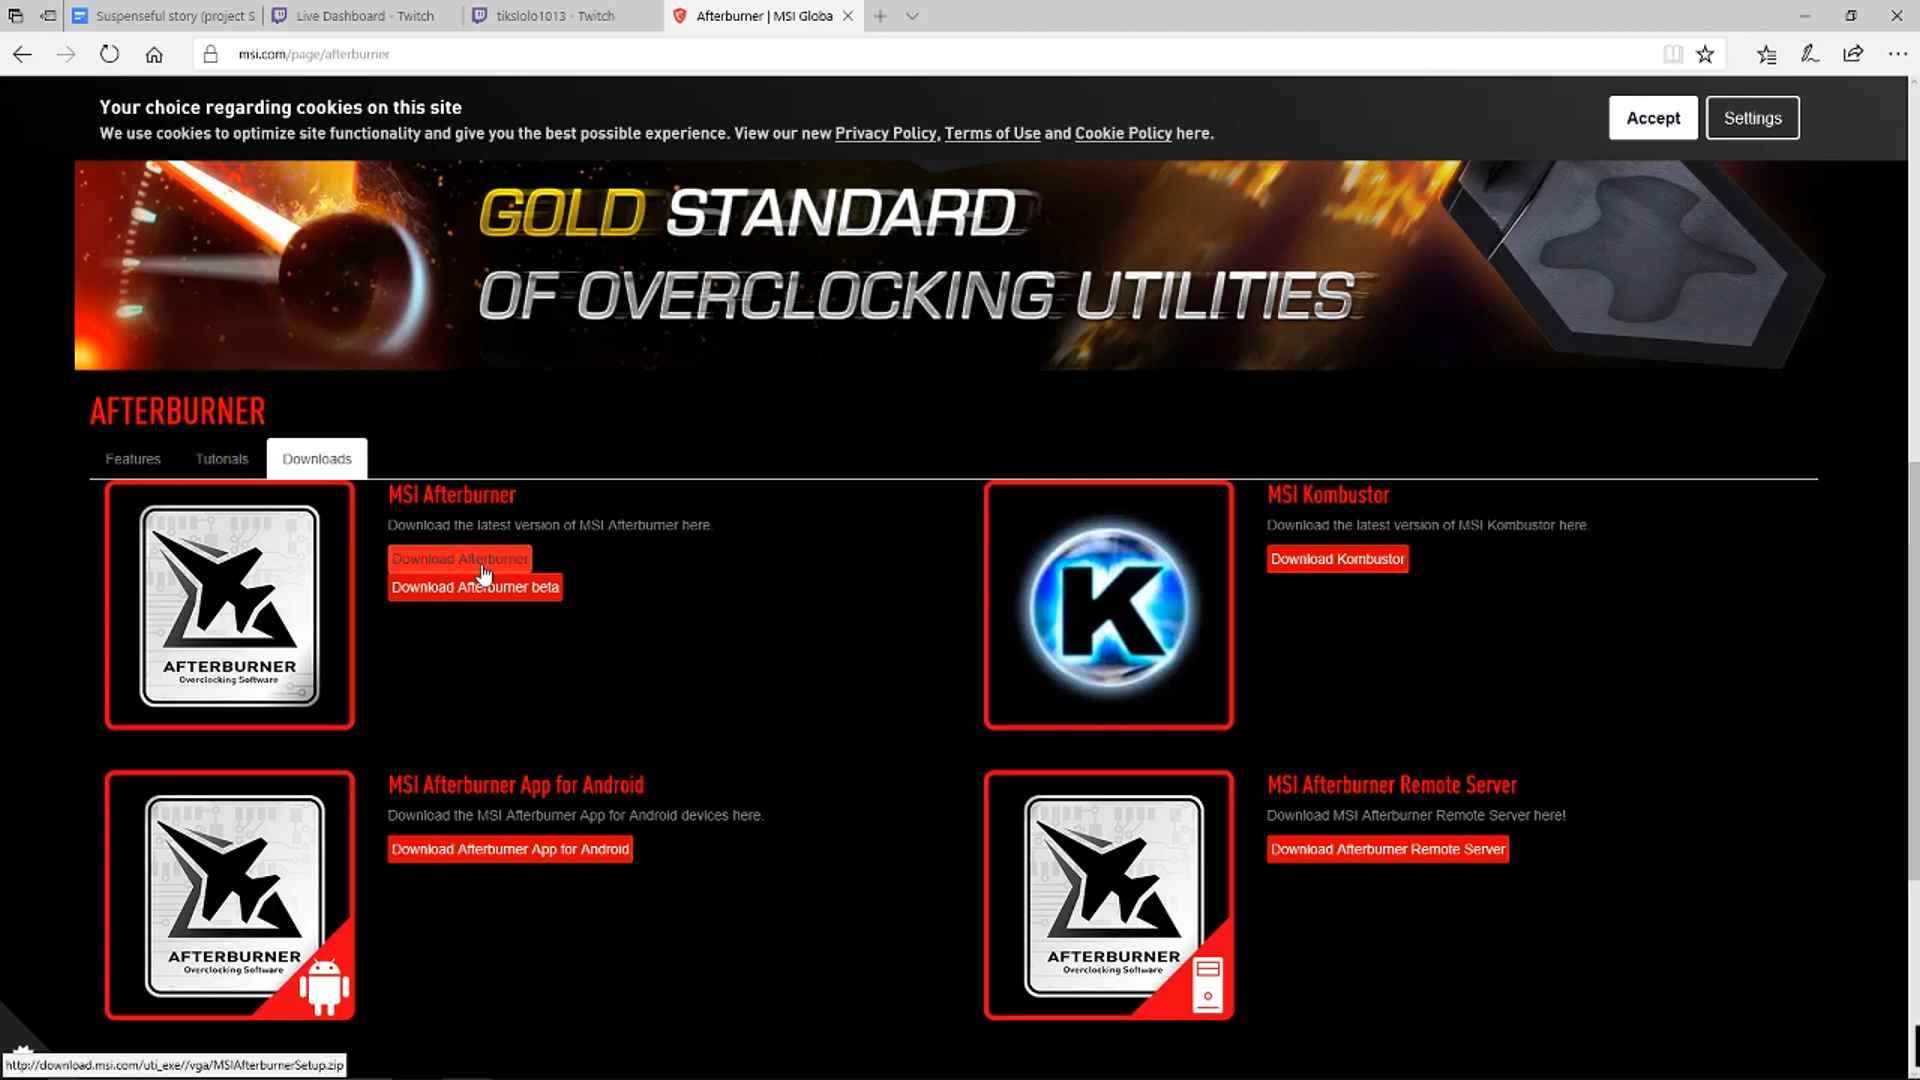 Suspenseful story (project S
Live Dashboard - Twitch
tikslolo1013 - Twitch
Afterburner | MSI Globa
msi.com/page/afterburner
Your choice regarding cookies on this site
We use cookies to optimize site functionality and give you the best possible experience. View our new Privacy Policy, Terms of Use and Cookie Policy here.
Accept
Settings
GOLD STANDARD
OF OVERCLOCKING UTILITIES
AFTERBURNER
Features
Tutorials
Downloads
MSI Afterburner
Download the latest version of MSI Afterburner here.
Download Afterburner
Download Afterburner beta
AFTERBURNER
Overclocking Software
MSI Kombustor
Download the latest version of MSI Kombustor here.
Download Kombustor
K
MSI Afterburner App for Android
Download the MSI Afterburner App for Android devices here.
Download Afterburner App for Android
AFTERBURNER
Overclocking Software
MSI Afterburner Remote Server
Download MSI Afterburner Remote Server here!
Download Afterburner Remote Server
AFTERBURNER
Overclocking Software
http://download.msi.com/uti_exe//vga/MSIAfterburnerSetup.zip